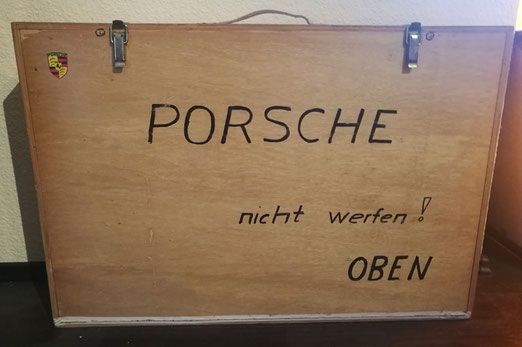 PORSCHE
nicht werfen!
OBEN